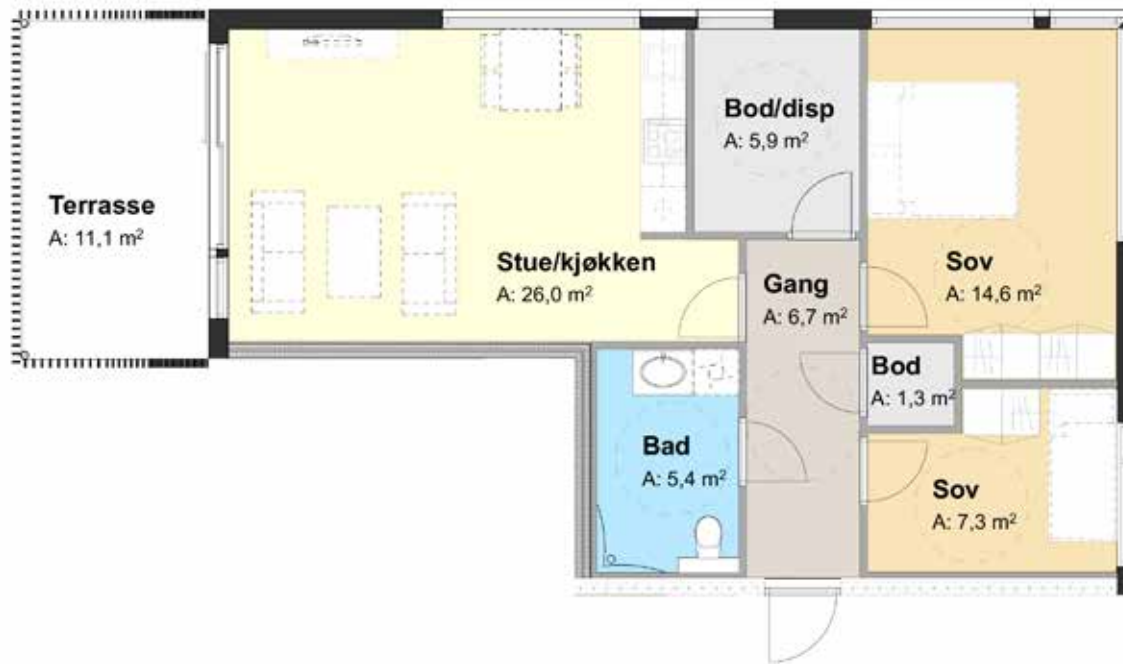 Bod/disp
A: 5,9 m²
Terrasse
A: 11,1 m²
Stue/kjøkken
A: 26,0 m²
Gang
A: 6,7 m²
Sov
A: 14,6 m²
Bod
A: 1,3 m²
Bad
A: 5,4 m²
Sov
A: 7,3 m²